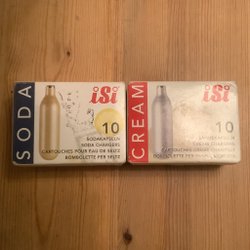 SODA
iSi
10
SODAKAPSELN
SODA CHARGERS
CARTOUCHES POUR EAU DE SELTZ
BOMBOLETTE PER SELTZ
CREAM
iSi
10
CREAM CHARGERS